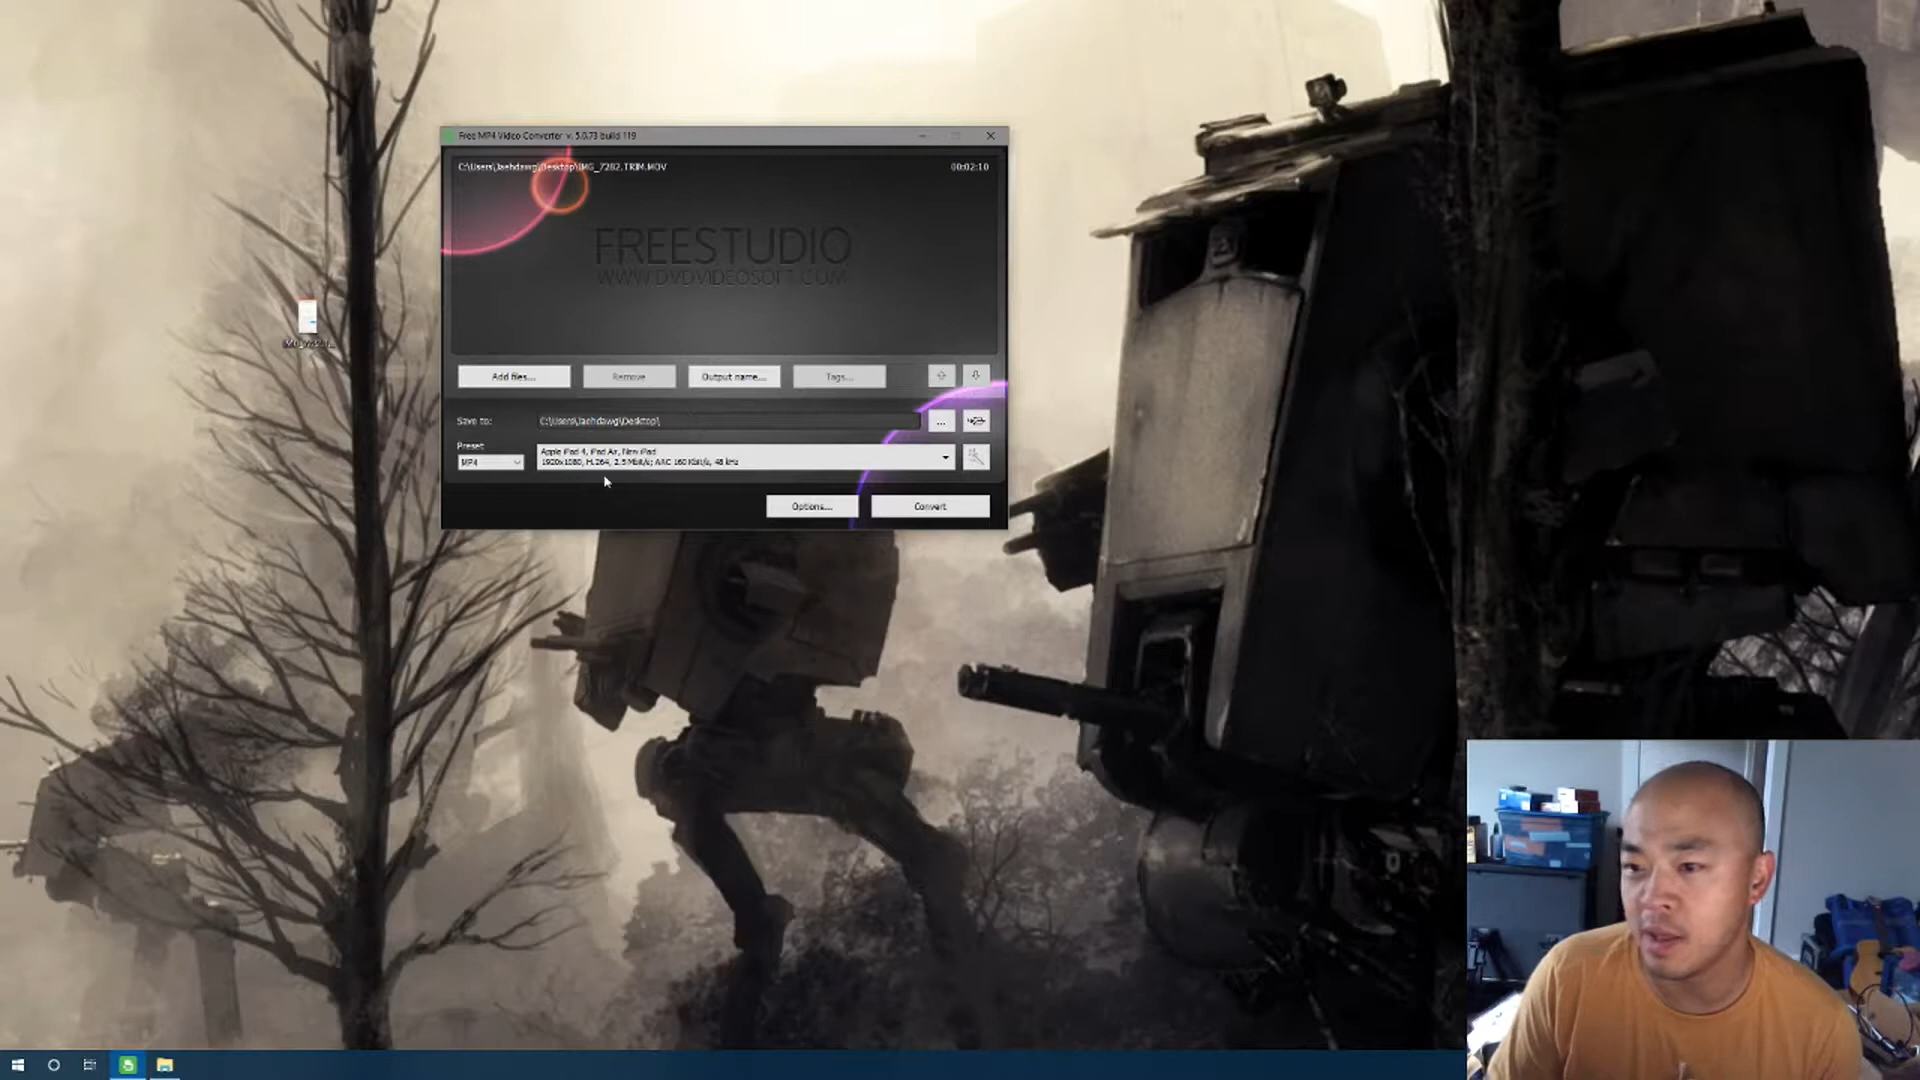 Free MP4 Video Converter v. 5.0.73 build 119
C:\Users\Jaehdawg\Desktop\IMG_7282.TRIM.MOV
00:02:10
FREESTUDIO
WWW.DVDVIDEOSOFT.COM
Add files...
Remove
Output name...
Tags...
Save to:
C:\Users\Jaehdawg\Desktop\
...
Preset
MP4
Apple iPad 4, iPad Air, New iPad
1920x1080, H.264, 2.5 Mbit/s; AAC 160 Kbit/s, 48 kHz
Options...
Convert